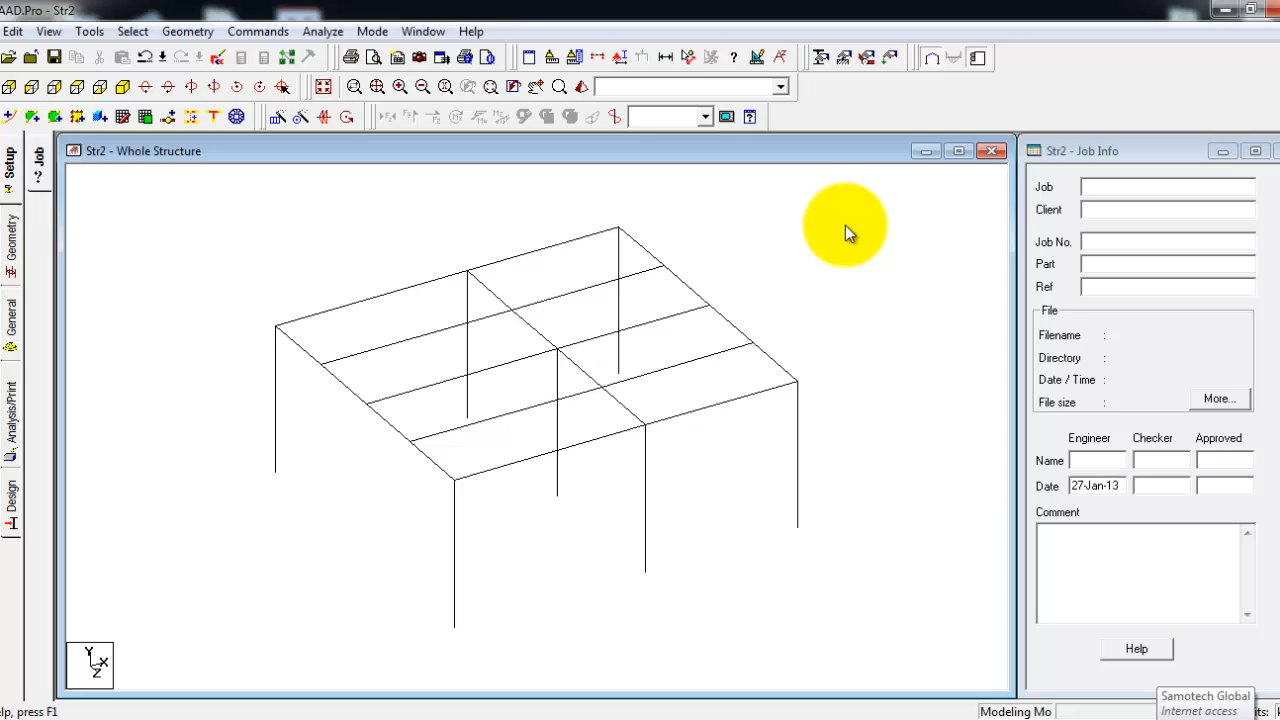 AAD.Pro - Str2
Edit View Tools Select Geometry Commands Analyze Mode Window Help
Setup
Geometry
General
Analysis/Print
Design
Job
Str2 - Whole Structure
Y
X
Z
Str2 - Job Info
Job
Client
Job No.
Part
Ref
File
Filename :
Directory :
Date / Time :
File size :
More...
Engineer Checker Approved
Name
Date 27-Jan-13
Comment
Help
Samotech Global
Internet access
elp, press F1
Modeling Mo
its: